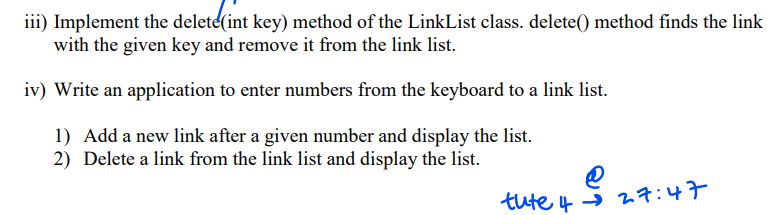 iii) Implement the delete(int key) method of the LinkList class. delete() method finds the link
with the given key and remove it from the link list.
iv) Write an application to enter numbers from the keyboard to a link list.
1) Add a new link after a given number and display the list.
2) Delete a link from the link list and display the list.
@
tute 4 → 27:47